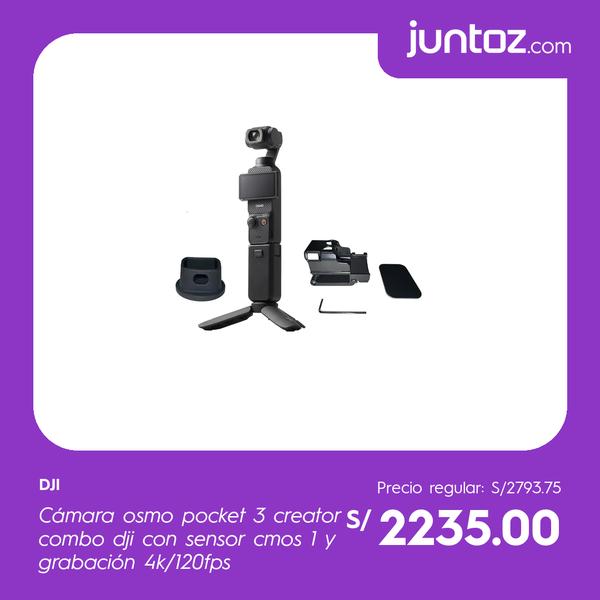 juntoz.com
DJI
Precio regular: S/2793.75
Cámara osmo pocket 3 creator
combo dji con sensor cmos 1 y
grabación 4k/120fps
S/ 2235.00